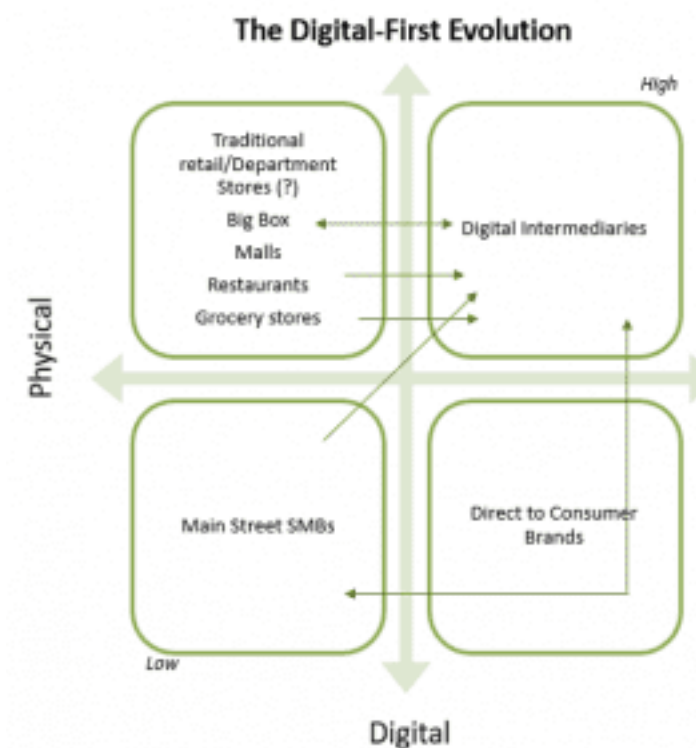 The Digital-First Evolution
High
Traditional
retail/Department
Stores (?)
Big Box
Malls
Restaurants
Grocery stores
Digital Intermediaries
Physical
Main Street SMBs
Direct to Consumer
Brands
Low
Digital